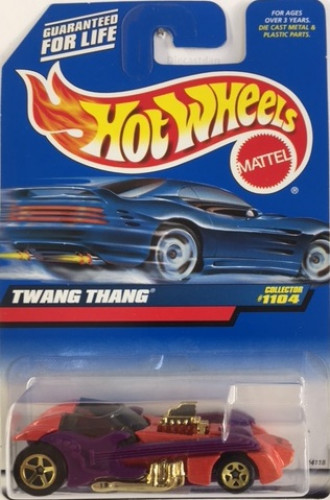 GUARANTEED
FOR LIFE
FOR AGES
OVER 3 YEARS.
DIE CAST METAL &
PLASTIC PARTS.
HOT WHEELS
®
MATTEL
TWANG THANG®
COLLECTOR
#1104